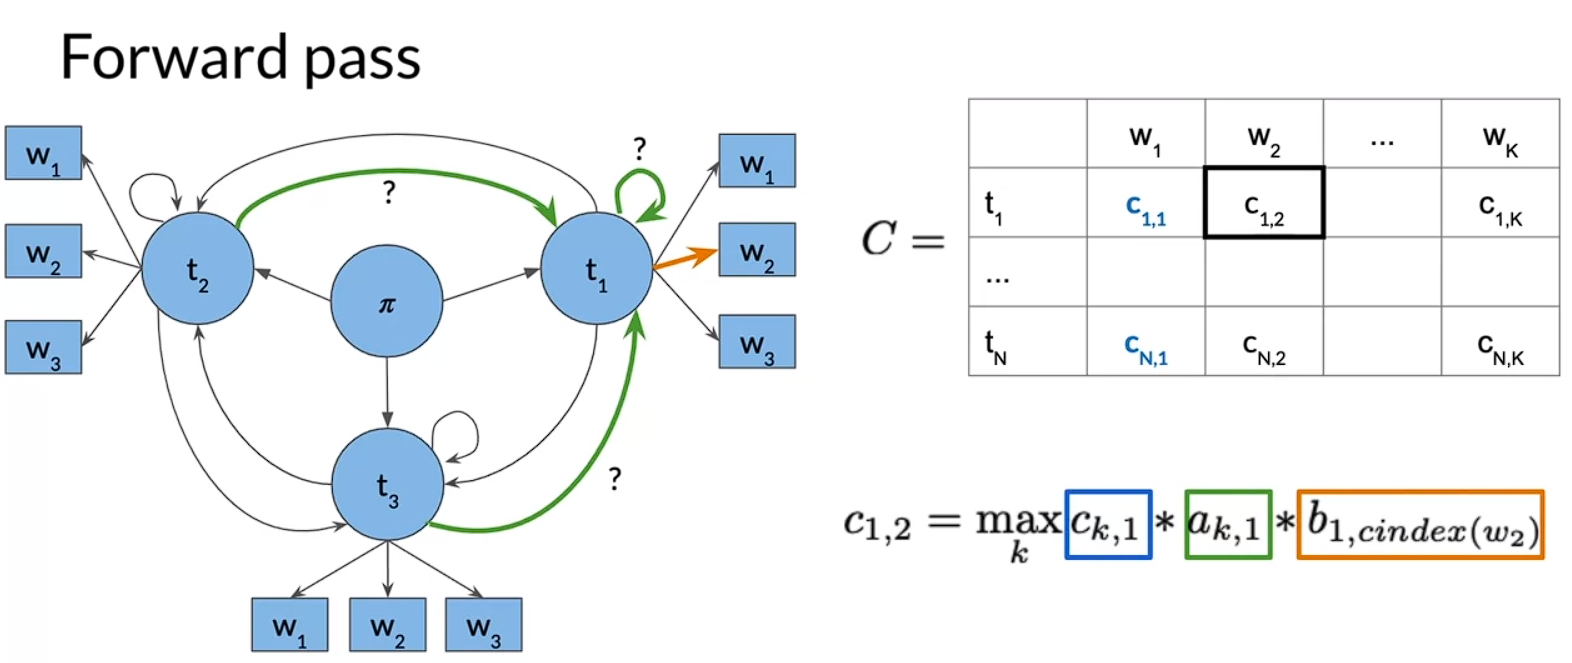 Forward pass
w1
w2
w3
t2
?
π
?
t1
w1
w2
w3
t3
?
w1 w2 w3
C =
w1 w2 ... wK
t1 c1,1 c1,2 c1,K
...
tN cN,1 cN,2 cN,K
c1,2 = max k ck,1 * ak,1 * b1,cindex(w2)